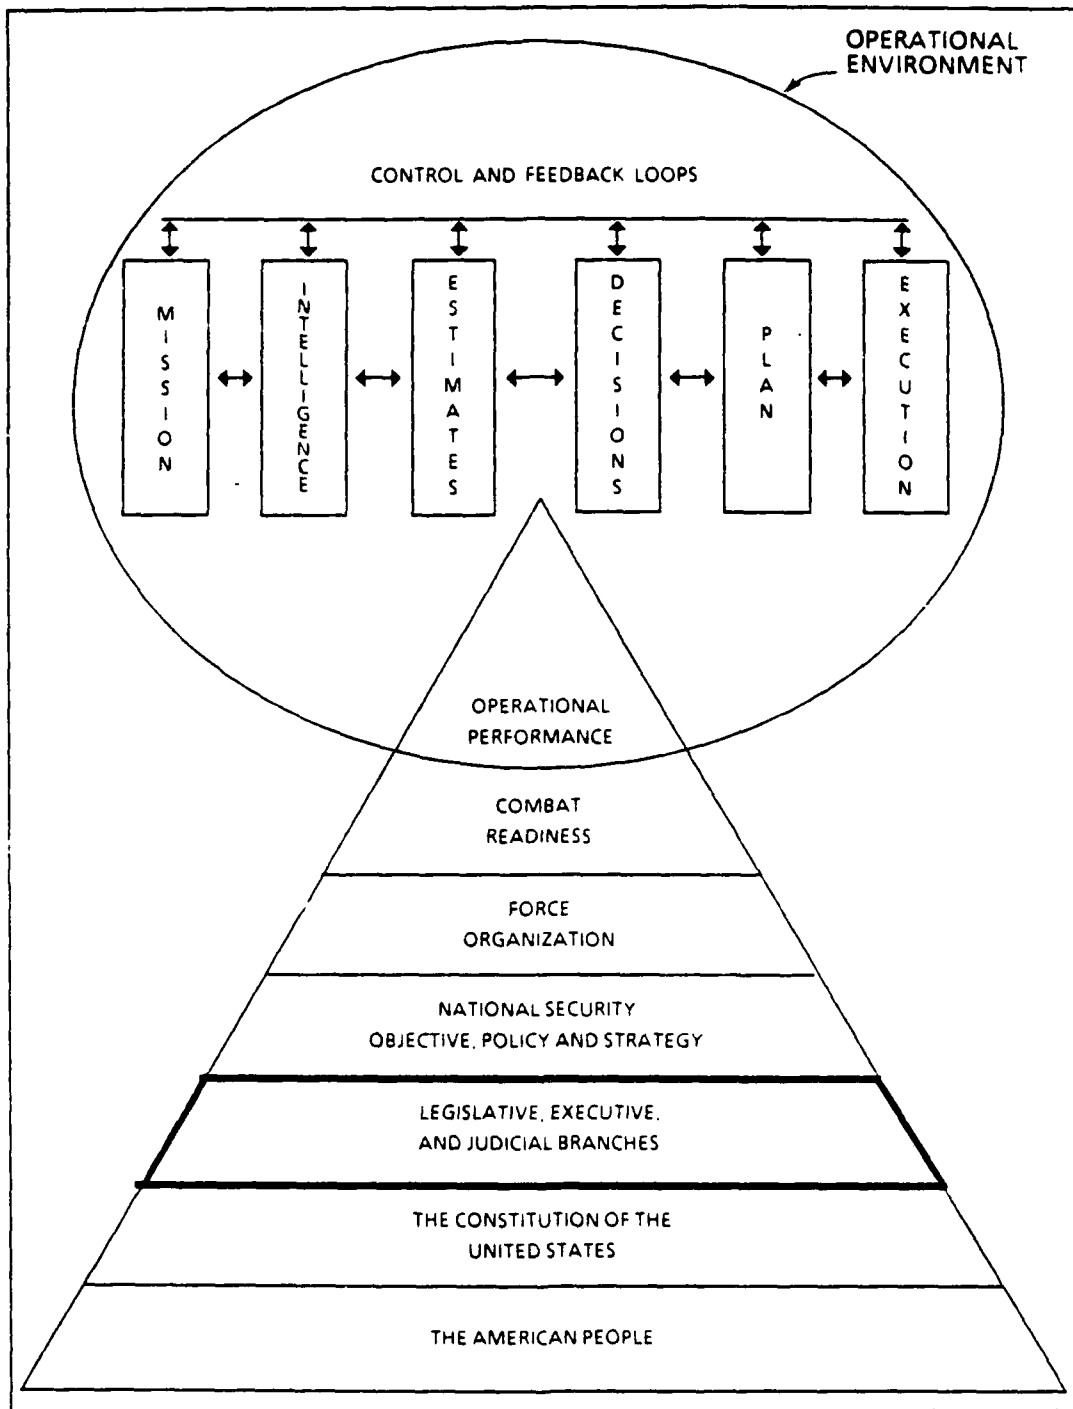 OPERATIONAL
ENVIRONMENT
CONTROL AND FEEDBACK LOOPS
MISSION
INTELLIGENCE
ESTIMATES
DECISIONS
PLAN
EXECUTION
OPERATIONAL
PERFORMANCE
COMBAT
READINESS
FORCE
ORGANIZATION
NATIONAL SECURITY
OBJECTIVE, POLICY AND STRATEGY
LEGISLATIVE, EXECUTIVE,
AND JUDICIAL BRANCHES
THE CONSTITUTION OF THE
UNITED STATES
THE AMERICAN PEOPLE